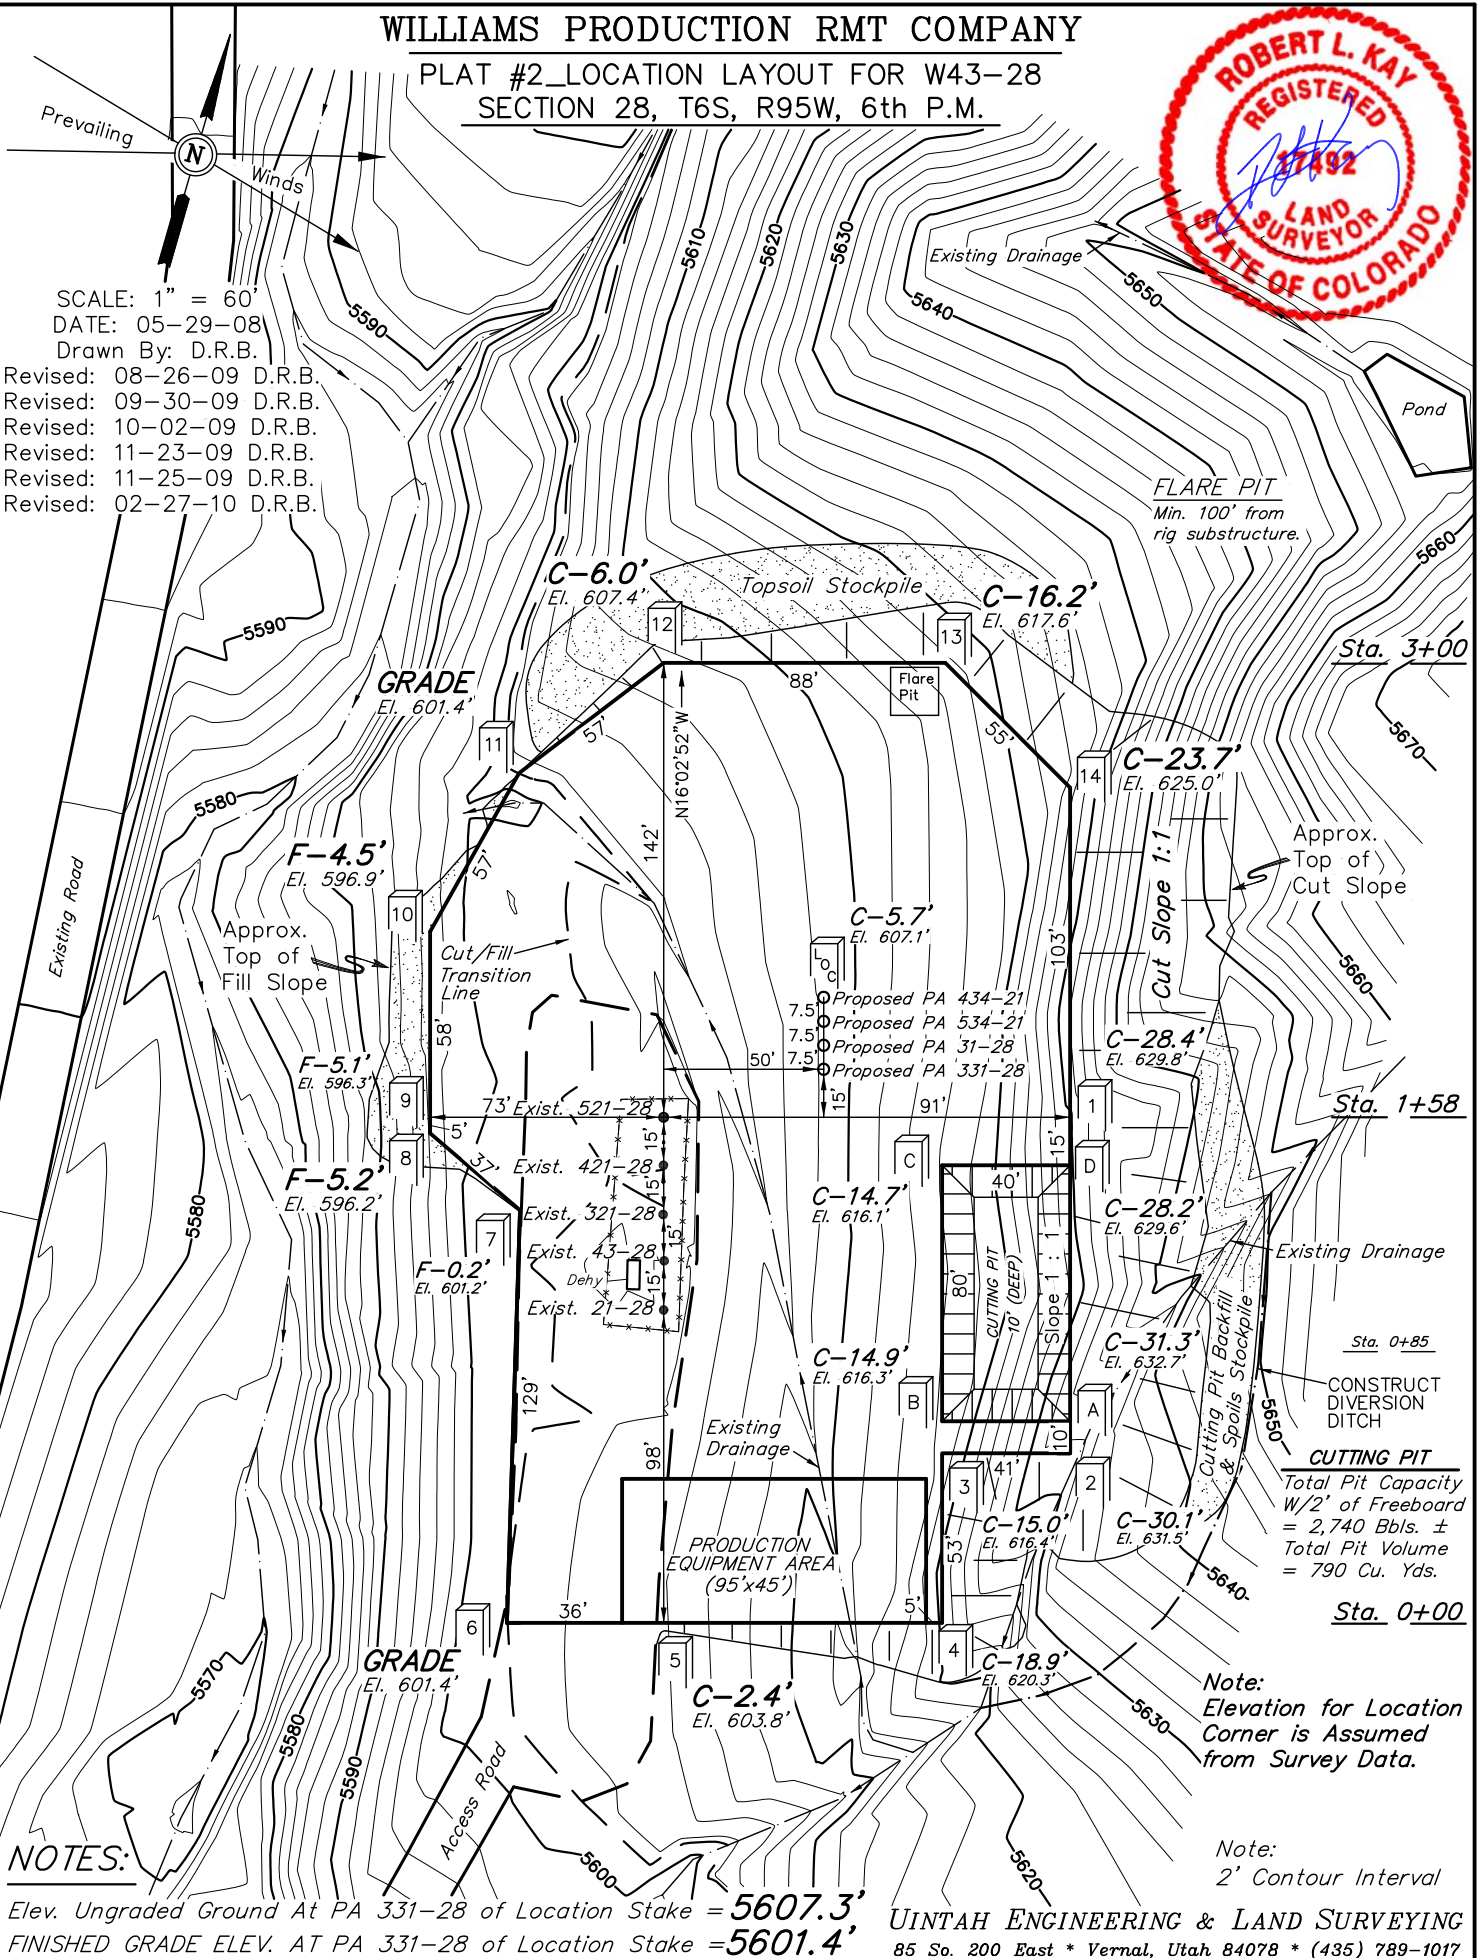 WILLIAMS PRODUCTION RMT COMPANY
PLAT #2_LOCATION LAYOUT FOR W43-28
SECTION 28, T6S, R95W, 6th P.M.
ROBERT L. KAY
REGISTERED
17492
LAND
SURVEYOR
STATE OF COLORADO
Prevailing
Winds
N
SCALE: 1" = 60'
DATE: 05-29-08
Drawn By: D.R.B.
Revised: 08-26-09 D.R.B.
Revised: 09-30-09 D.R.B.
Revised: 10-02-09 D.R.B.
Revised: 11-23-09 D.R.B.
Revised: 11-25-09 D.R.B.
Revised: 02-27-10 D.R.B.
5590
5610
5620
5630
Existing Drainage
5640
5650
Pond
FLARE PIT
Min. 100' from
rig substructure.
5660
5590
C-6.0'
El. 607.4'
12
Topsoil Stockpile
C-16.2'
El. 617.6'
13
Sta. 3+00
GRADE
El. 601.4'
11
88'
Flare
Pit
57'
55'
N16°02'52"W
5670
5580
14
C-23.7'
El. 625.0'
142'
Existing Road
F-4.5'
El. 596.9'
10
57'
Cut Slope 1:1
Approx.
Top of
Cut Slope
Approx.
Top of
Fill Slope
Cut/Fill
Transition
Line
C-5.7'
El. 607.1'
LOC
103'
5660
Proposed PA 434-21
7.5'
Proposed PA 534-21
7.5'
Proposed PA 31-28
7.5'
Proposed PA 331-28
50'
15'
58'
C-28.4'
El. 629.8'
F-5.1'
El. 596.3'
9
1
Sta. 1+58
73'
Exist. 521-28
91'
5'
15'
15'
8
37'
Exist. 421-28
C
D
F-5.2'
El. 596.2'
15'
40'
C-14.7'
El. 616.1'
C-28.2'
El. 629.6'
5580
Exist. 321-28
15'
7
Exist. 43-28
Dehy
15'
Exist. 21-28
F-0.2'
El. 601.2'
80'
CUTTING PIT
10' (DEEP)
Slope 1 : 1
Existing Drainage
Cutting Pit Backfill
& Spoils Stockpile
C-14.9'
El. 616.3'
C-31.3'
El. 632.7'
Sta. 0+85
B
A
129'
CONSTRUCT
DIVERSION
DITCH
5650
98'
Existing
Drainage
10'
41'
3
2
CUTTING PIT
Total Pit Capacity
W/2' of Freeboard
= 2,740 Bbls. ±
Total Pit Volume
= 790 Cu. Yds.
C-15.0'
El. 616.4'
C-30.1'
El. 631.5'
53'
PRODUCTION
EQUIPMENT AREA
(95'x45')
5640
36'
5'
Sta. 0+00
6
5
4
GRADE
El. 601.4'
C-18.9'
El. 620.3'
C-2.4'
El. 603.8'
5570
5580
5590
5630
Note:
Elevation for Location
Corner is Assumed
from Survey Data.
Access Road
5600
5620
Note:
2' Contour Interval
NOTES:
Elev. Ungraded Ground At PA 331-28 of Location Stake = 5607.3'
FINISHED GRADE ELEV. AT PA 331-28 of Location Stake = 5601.4'
UINTAH ENGINEERING & LAND SURVEYING
85 So. 200 East * Vernal, Utah 84078 * (435) 789-1017